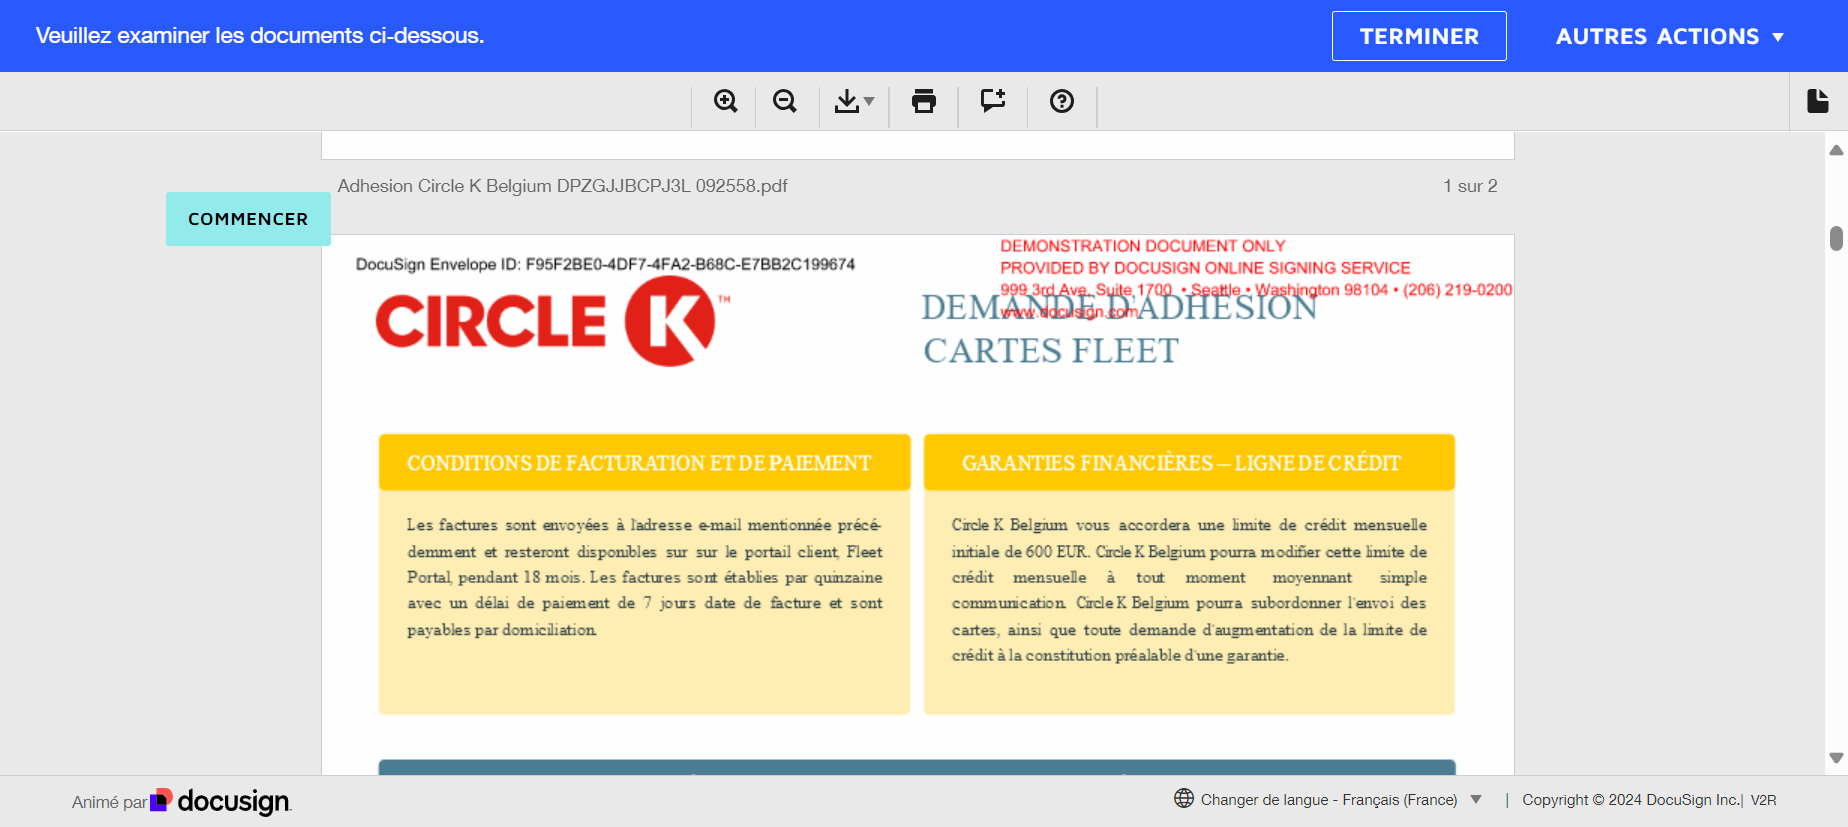 Veuillez examiner les documents ci-dessous.
TERMINER
AUTRES ACTIONS
Adhesion Circle K Belgium DPZGJJBCPJ3L 092558.pdf
1 sur 2
COMMENCER
DocuSign Envelope ID: F95F2BE0-4DF7-4FA2-B68C-E7BB2C199674
DEMONSTRATION DOCUMENT ONLY
PROVIDED BY DOCUSIGN ONLINE SIGNING SERVICE
999 3rd Ave, Suite 1700 • Seattle • Washington 98104 • (206) 219-0200
www.docusign.com
CIRCLE K™
DEMANDE D'ADHÉSION
CARTES FLEET
CONDITIONS DE FACTURATION ET DE PAIEMENT
Les factures sont envoyées à l'adresse e-mail mentionnée précé-
demment et resteront disponibles sur sur le portail client, Fleet
Portal, pendant 18 mois. Les factures sont établies par quinzaine
avec un délai de paiement de 7 jours date de facture et sont
payables par domiciliation.
GARANTIES FINANCIÈRES – LIGNE DE CRÉDIT
Circle K Belgium vous accordera une limite de crédit mensuelle
initiale de 600 EUR. Circle K Belgium pourra modifier cette limite de
crédit mensuelle à tout moment moyennant simple
communication. Circle K Belgium pourra subordonner l'envoi des
cartes, ainsi que toute demande d'augmentation de la limite de
crédit à la constitution préalable d'une garantie.
Animé par docusign
Changer de langue - Français (France)
| Copyright © 2024 DocuSign Inc.| V2R